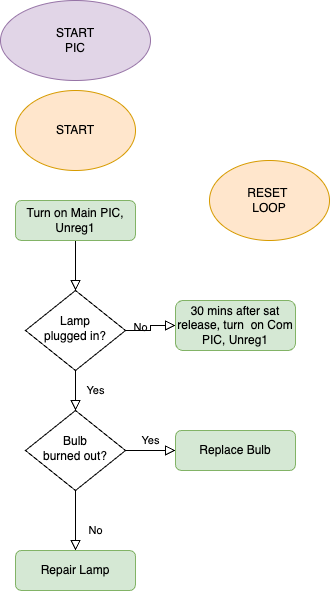 START
PIC
START
RESET
LOOP
Turn on Main PIC,
Unreg1
Lamp
plugged in?
No
30 mins after sat
release, turn on Com
PIC, Unreg1
Yes
Bulb
burned out?
Yes
Replace Bulb
No
Repair Lamp